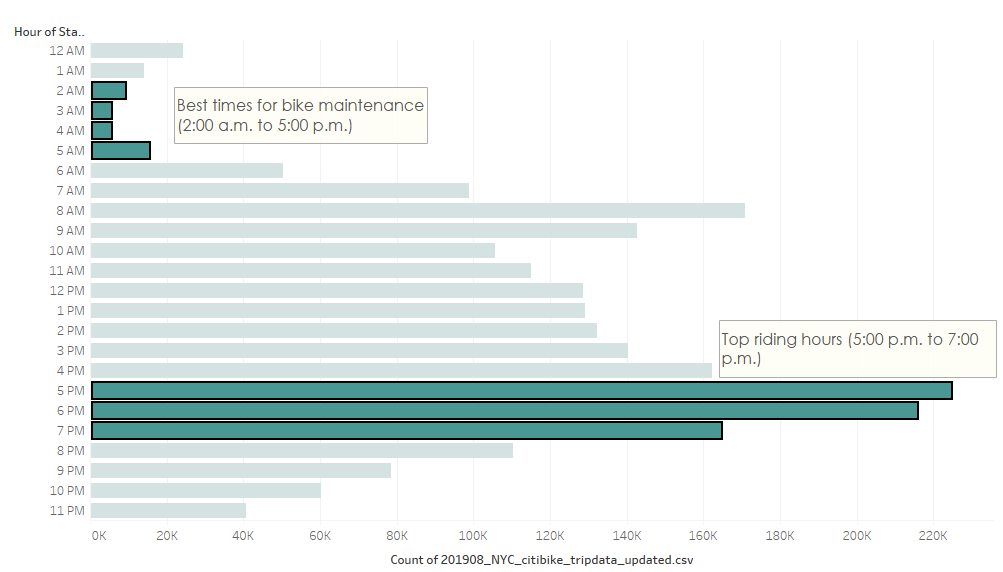 Hour of Sta..
12 AM
1 AM
2 AM
3 AM
4 AM
5 AM
6 AM
7 AM
8 AM
9 AM
10 AM
11 AM
12 PM
1 PM
2 PM
3 PM
4 PM
5 PM
6 PM
7 PM
8 PM
9 PM
10 PM
11 PM
Best times for bike maintenance
(2:00 a.m. to 5:00 p.m.)
Top riding hours (5:00 p.m. to 7:00
p.m.)
0K 20K 40K 60K 80K 100K 120K 140K 160K 180K 200K 220K
Count of 201908_NYC_citibike_tripdata_updated.csv